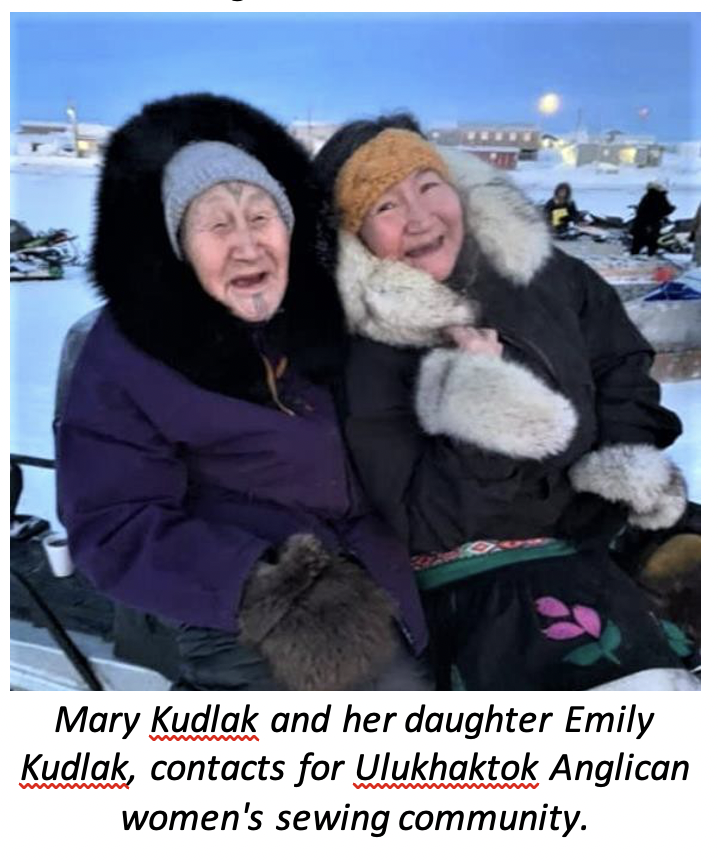 Mary Kudlak and her daughter Emily
Kudlak, contacts for Ulukhaktok Anglican
women's sewing community.